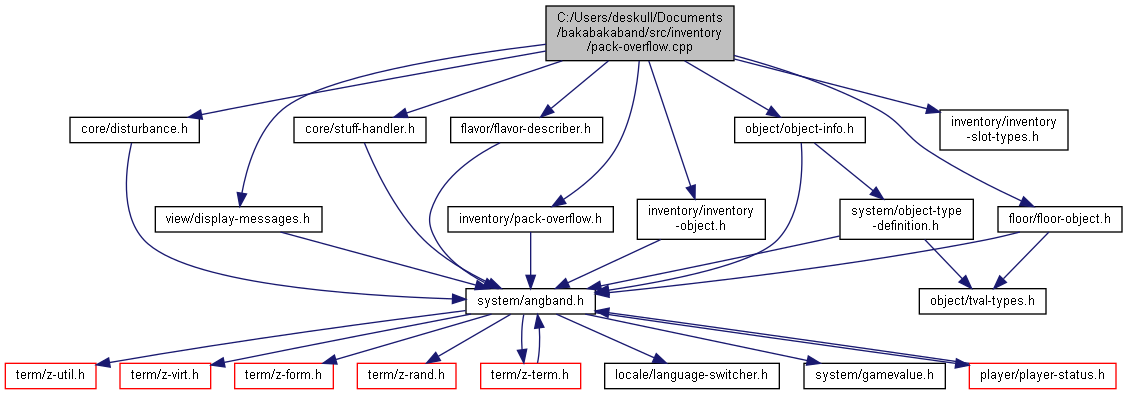 C:/Users/deskull/Documents
/bakabakaband/src/inventory
/pack-overflow.cpp
core/disturbance.h
core/stuff-handler.h
flavor/flavor-describer.h
object/object-info.h
inventory/inventory
-slot-types.h
view/display-messages.h
inventory/pack-overflow.h
inventory/inventory
-object.h
system/object-type
-definition.h
floor/floor-object.h
system/angband.h
object/tval-types.h
term/z-util.h
term/z-virt.h
term/z-form.h
term/z-rand.h
term/z-term.h
locale/language-switcher.h
system/gamevalue.h
player/player-status.h